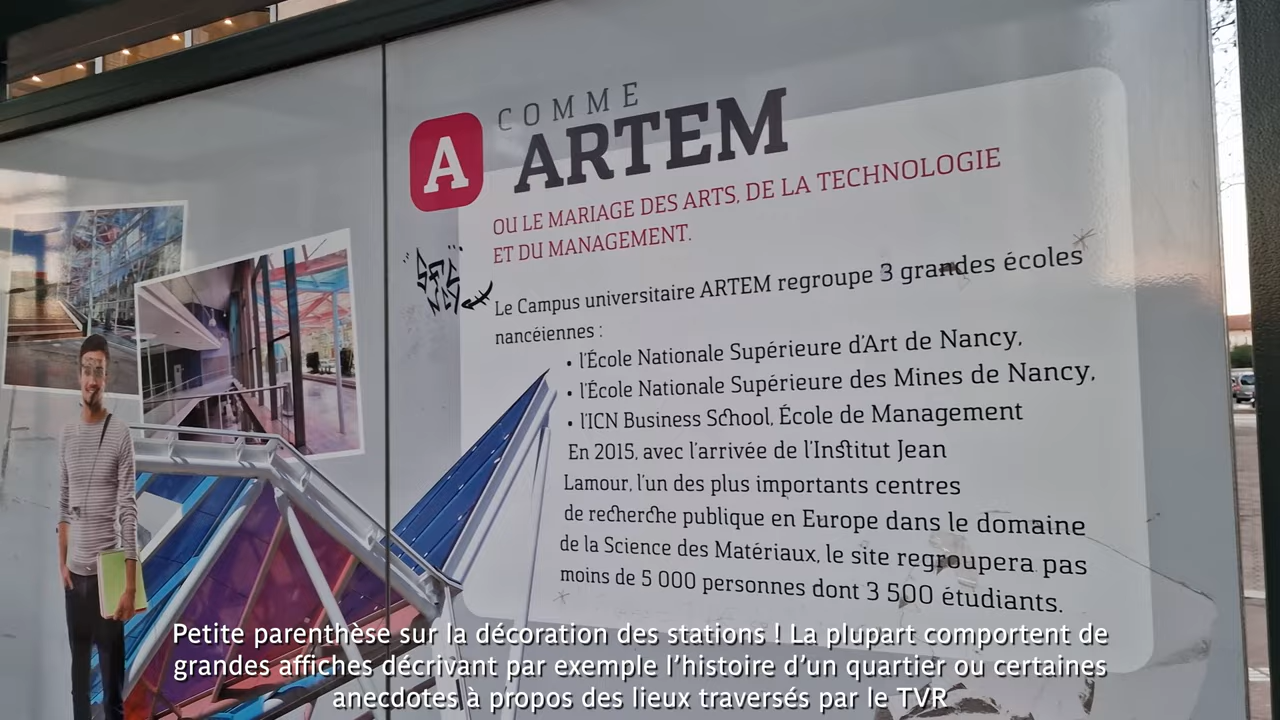 A
COMME
ARTEM
OU LE MARIAGE DES ARTS, DE LA TECHNOLOGIE
ET DU MANAGEMENT.
Le Campus universitaire ARTEM regroupe 3 grandes écoles
nancéiennes :
• l'École Nationale Supérieure d'Art de Nancy,
• l'École Nationale Supérieure des Mines de Nancy,
• l'ICN Business School, École de Management
En 2015, avec l'arrivée de l'Institut Jean
Lamour, l'un des plus importants centres
de recherche publique en Europe dans le domaine
de la Science des Matériaux, le site regroupera pas
moins de 5 000 personnes dont 3 500 étudiants.
Petite parenthèse sur la décoration des stations ! La plupart comportent de
grandes affiches décrivant par exemple l'histoire d'un quartier ou certaines
anecdotes à propos des lieux traversés par le TVR